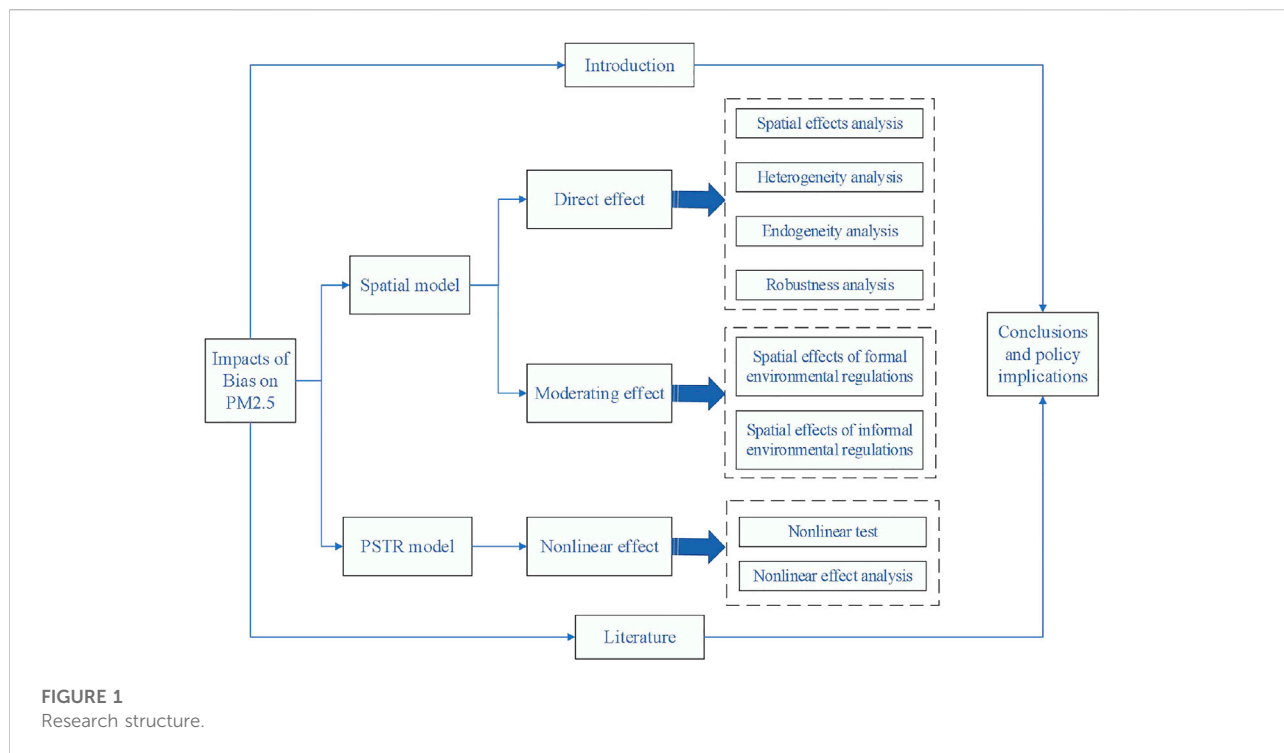 Introduction
Spatial effects analysis
Heterogeneity analysis
Endogeneity analysis
Robustness analysis
Direct effect
Spatial model
Impacts of
Bias on
PM2.5
Moderating effect
Spatial effects of formal
environmental regulations
Spatial effects of informal
environmental regulations
Conclusions
and policy
implications
PSTR model
Nonlinear effect
Nonlinear test
Nonlinear effect analysis
Literature
FIGURE 1
Research structure.